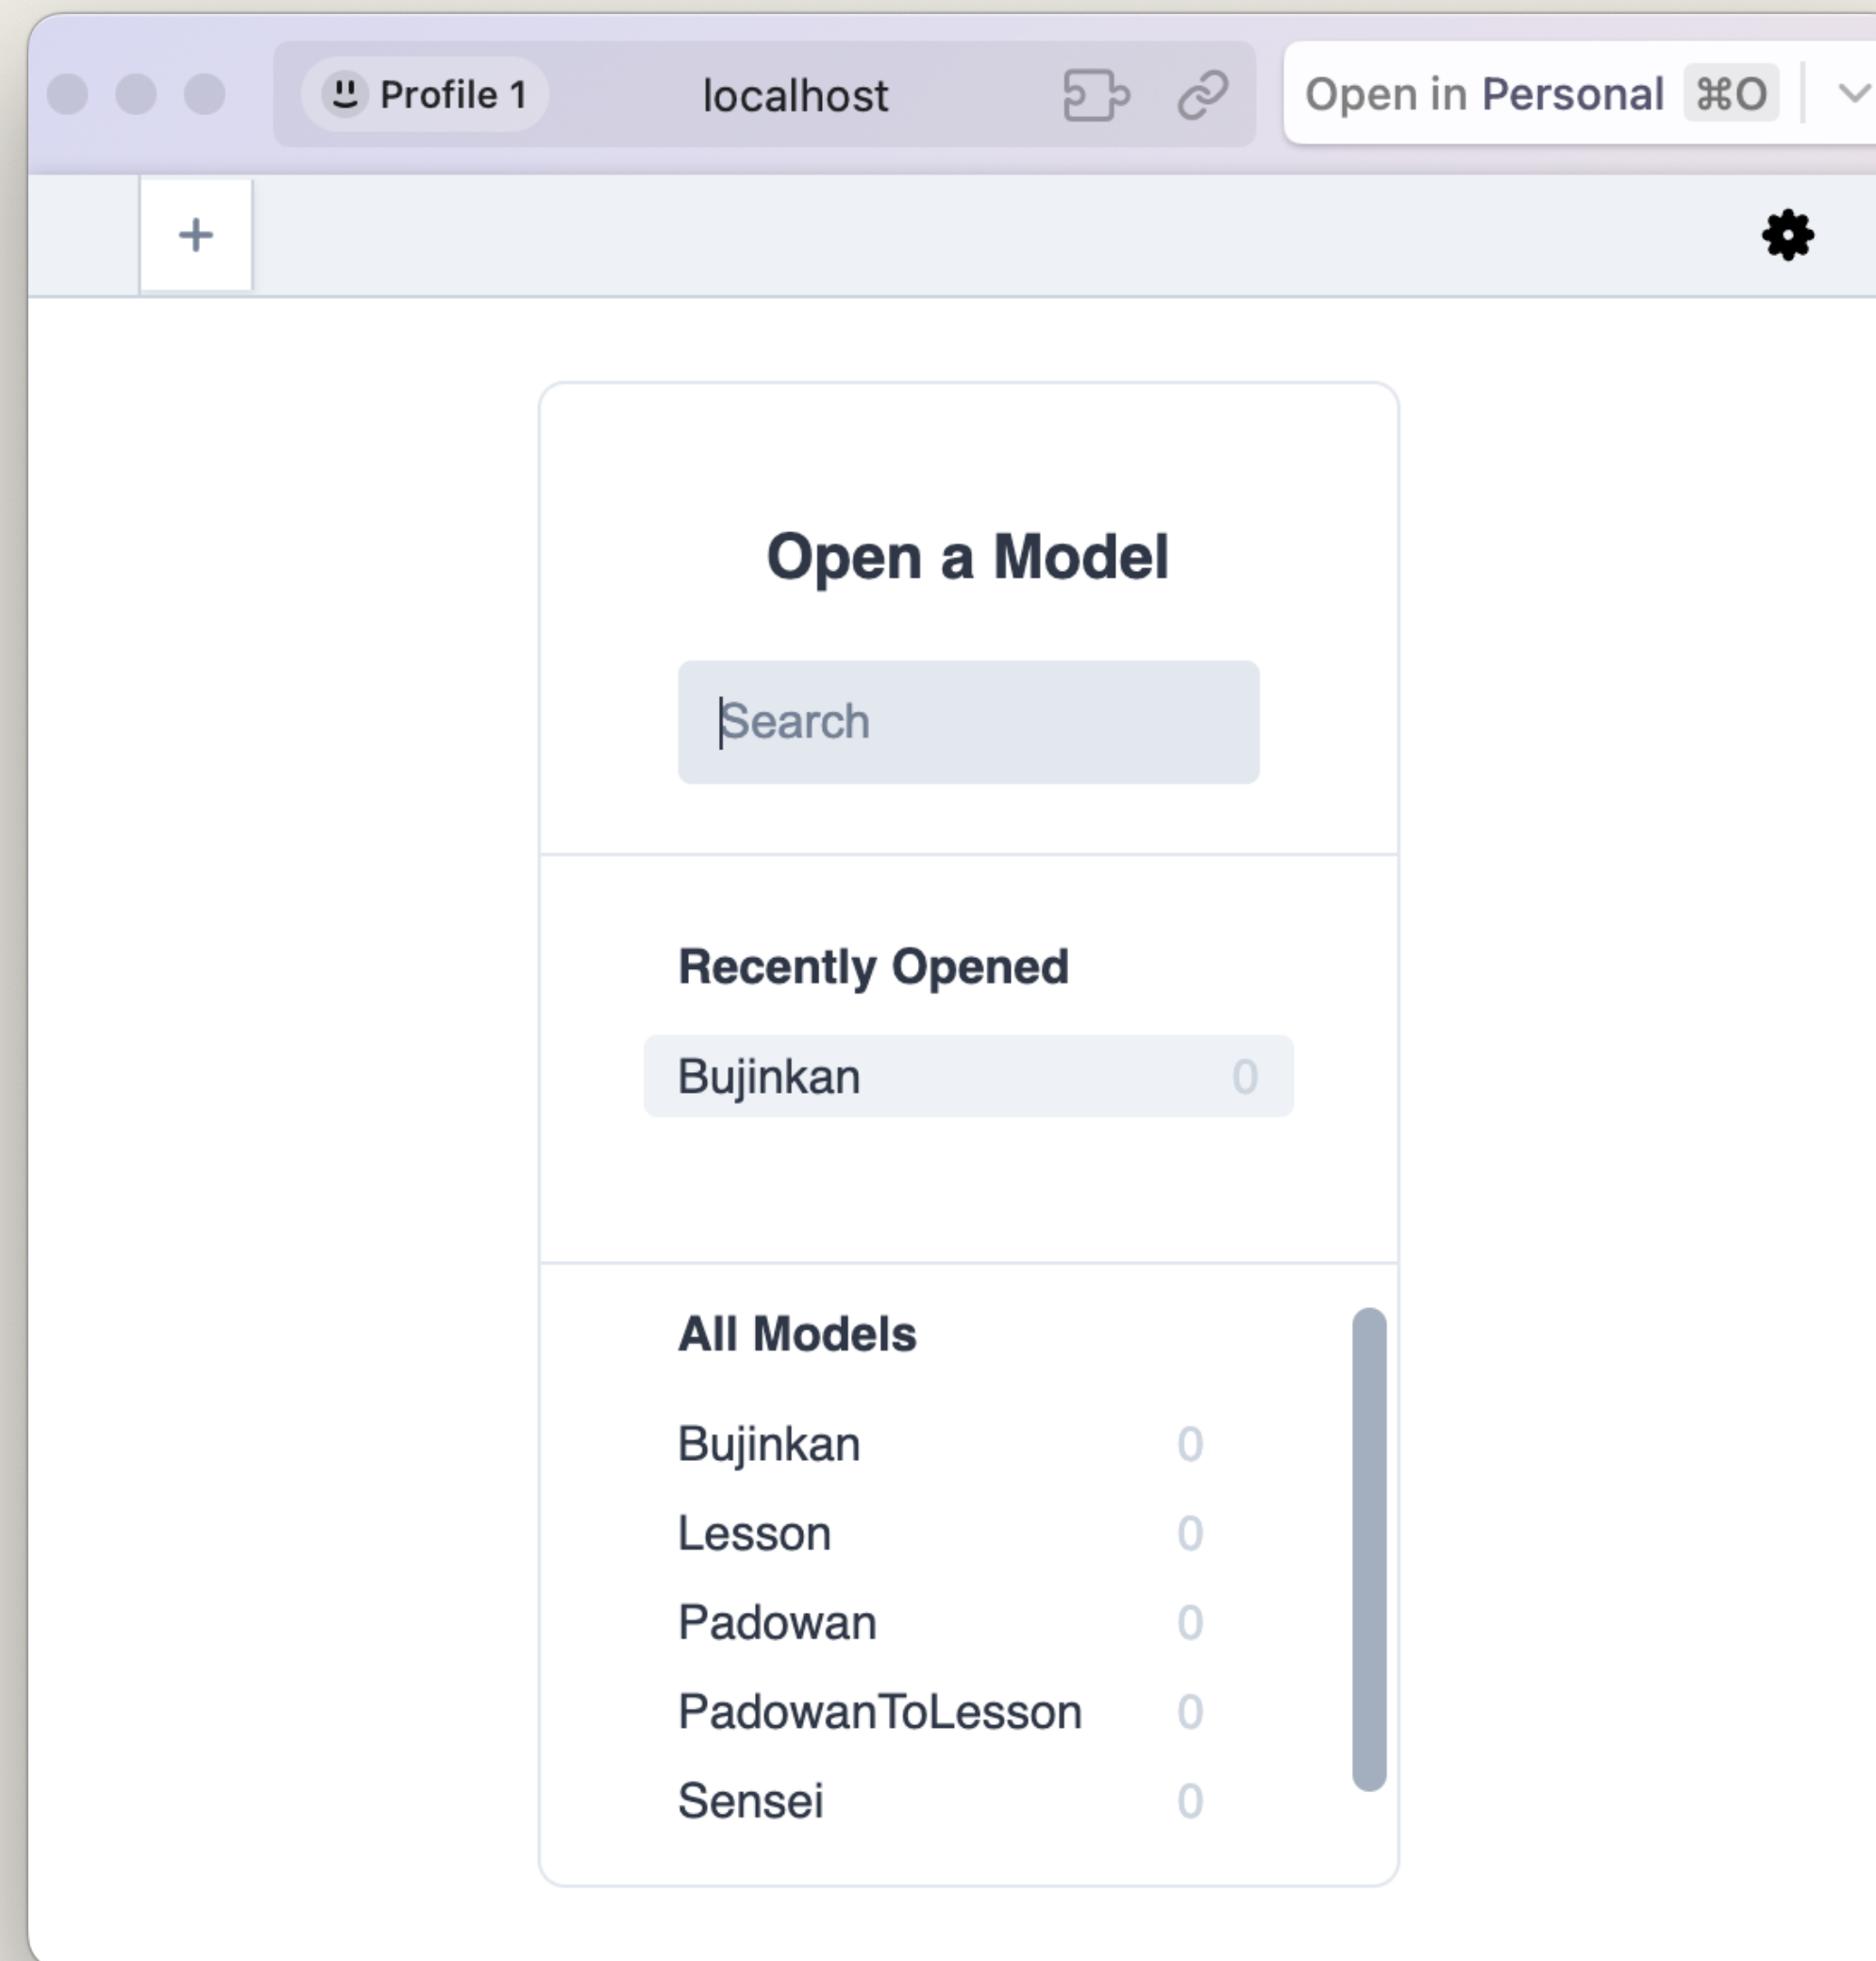 Profile 1 localhost Open in Personal ⌘O
+
Open a Model
Search
Recently Opened
Bujinkan 0
All Models
Bujinkan 0
Lesson 0
Padowan 0
PadowanToLesson 0
Sensei 0